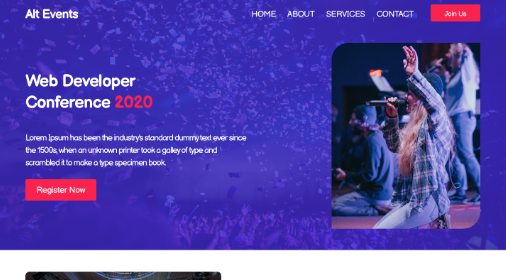 Alt Events
HOME ABOUT SERVICES CONTACT Join Us
Web Developer
Conference 2020
Lorem Ipsum has been the industry's standard dummy text ever since
the 1500s, when an unknown printer took a galley of type and
scrambled it to make a type specimen book.
Register Now